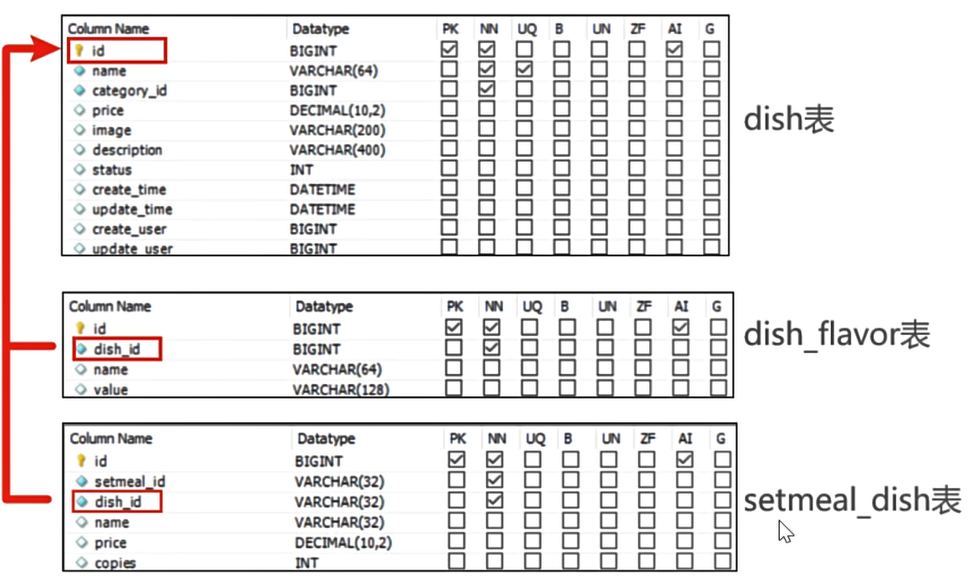 Column Name Datatype PK NN UQ B UN ZF AI G
id BIGINT
name VARCHAR(64)
category_id BIGINT
price DECIMAL(10,2)
image VARCHAR(200)
description VARCHAR(400)
status INT
create_time DATETIME
update_time DATETIME
create_user BIGINT
update_user BIGINT
dish表
Column Name Datatype PK NN UQ B UN ZF AI G
id BIGINT
dish_id BIGINT
name VARCHAR(64)
value VARCHAR(128)
dish_flavor表
Column Name Datatype PK NN UQ B UN ZF AI G
id BIGINT
setmeal_id VARCHAR(32)
dish_id VARCHAR(32)
name VARCHAR(32)
price DECIMAL(10,2)
copies INT
setmeal_dish表